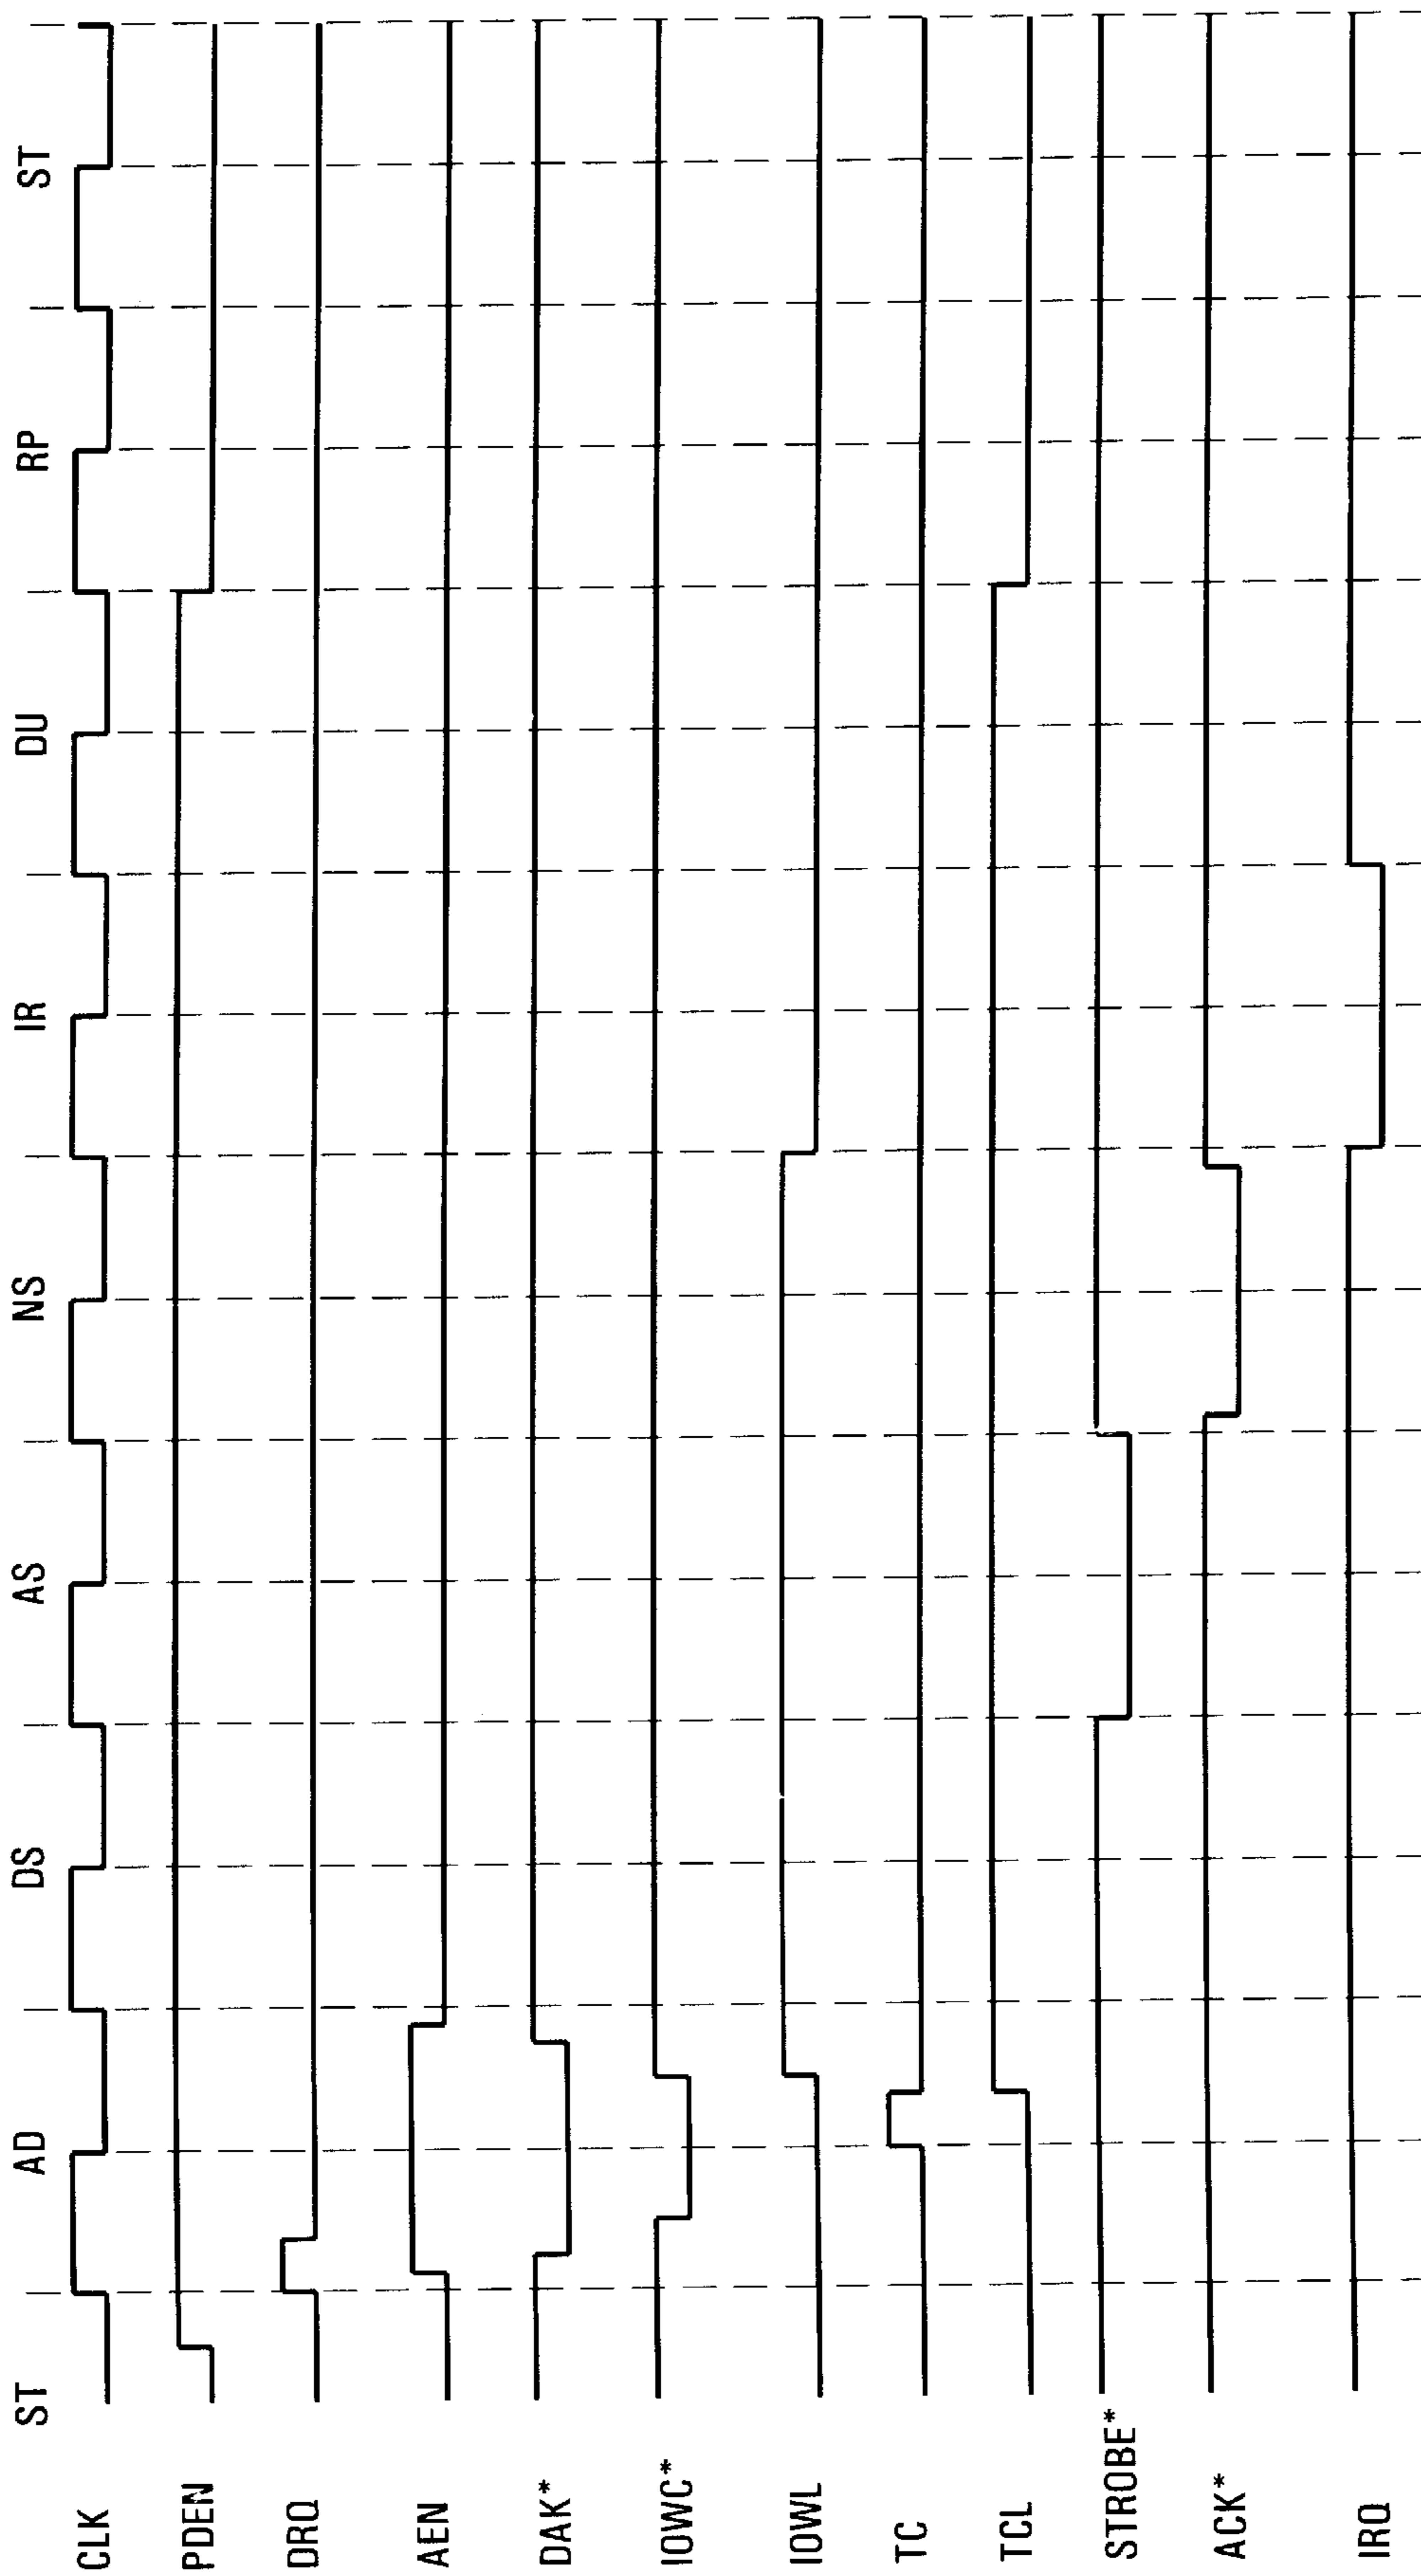 ST AD DS AS NS IR DU RP ST
CLK
PDEN
DRQ
AEN
DAK*
IOWC*
IOWL
TC
TCL
STROBE*
ACK*
IRQ